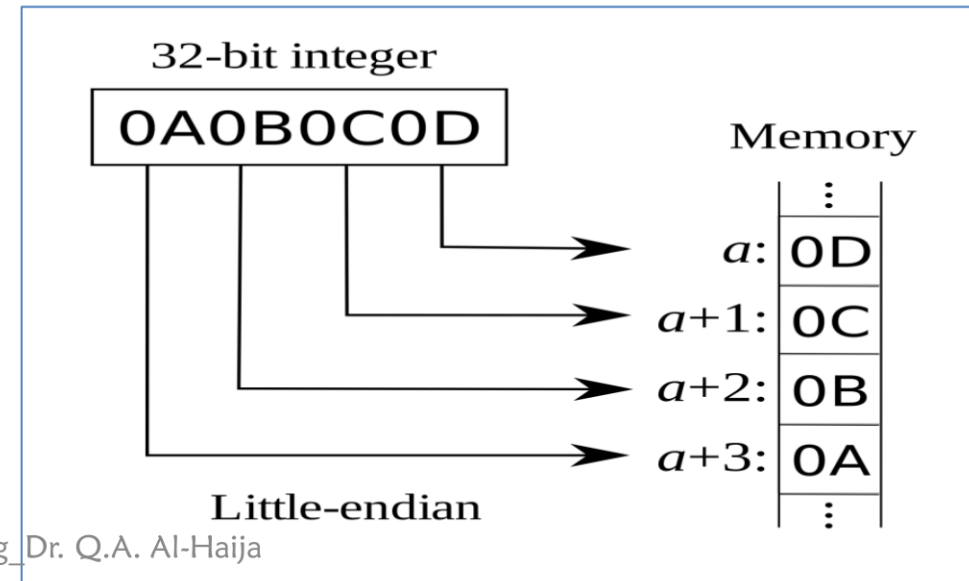 32-bit integer
0A0B0C0D
Memory
⋮
a: 0D
a+1: 0C
a+2: 0B
a+3: 0A
⋮
Little-endian
Dr. Q.A. Al-Haija